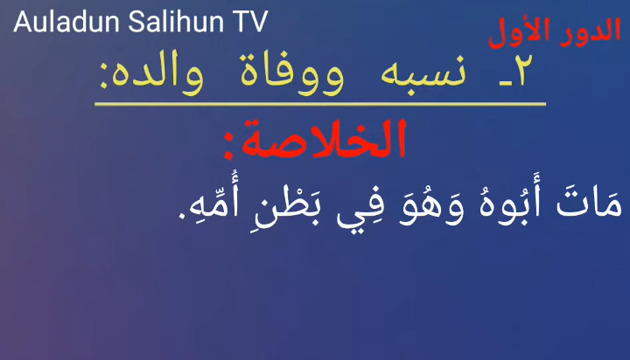 Auladun Salihun TV
الدور الأول
٢ـ نسبه ووفاة والده:
الخلاصة:
مَاتَ أَبُوهُ وَهُوَ فِي بَطْنِ أُمِّهِ.